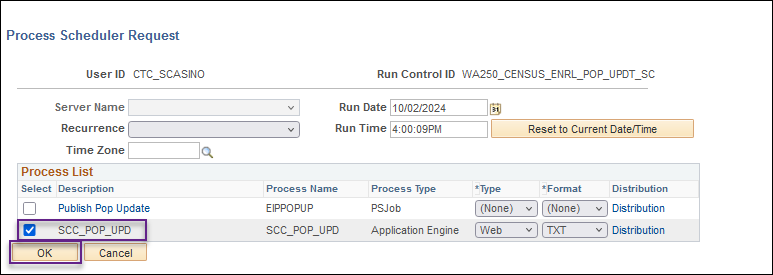 Process Scheduler Request
User ID CTC_SCASINO Run Control ID WA250_CENSUS_ENRL_POP_UPDT_SC
Server Name Run Date 10/02/2024 31
Recurrence Run Time 4:00:09PM Reset to Current Date/Time
Time Zone
Process List
Select Description Process Name Process Type *Type *Format Distribution
Publish Pop Update EIPPOPUP PSJob (None) (None) Distribution
SCC_POP_UPD SCC_POP_UPD Application Engine Web TXT Distribution
OK Cancel